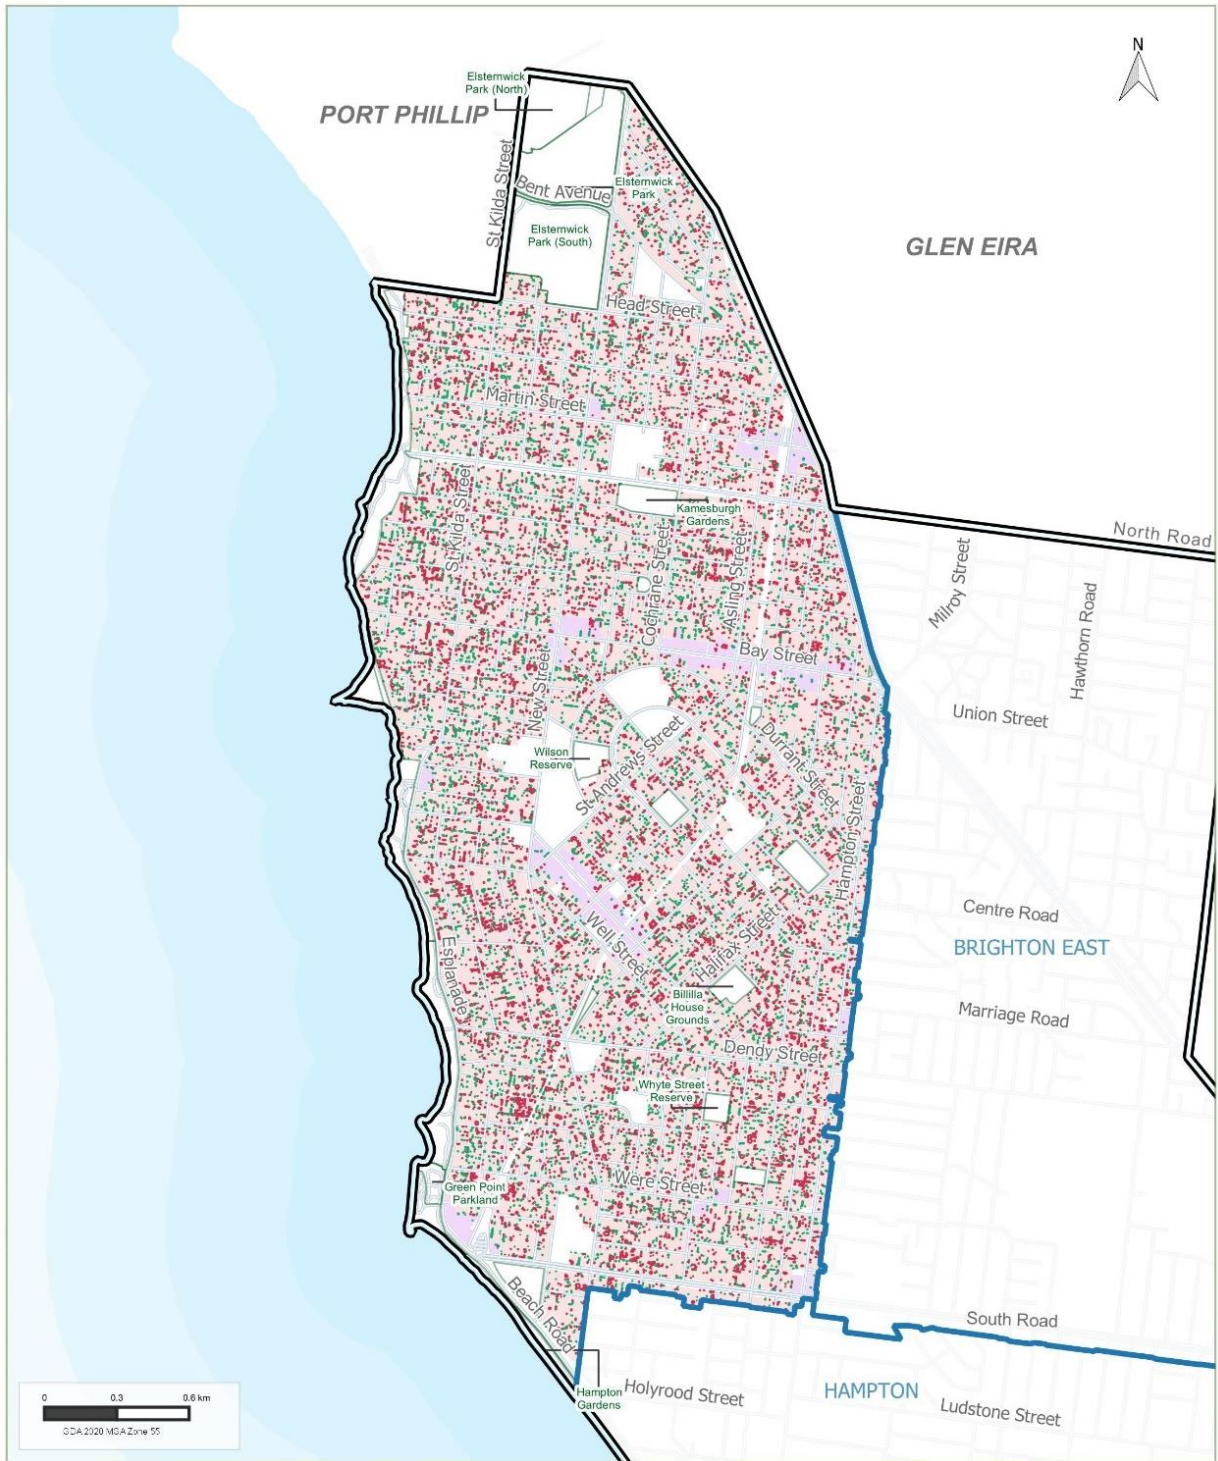 N
Elsternwick
Park (North)
PORT PHILLIP
St Kilda Street
Bent Avenue
Elsternwick
Park
Elsternwick
Park (South)
GLEN EIRA
Head Street
Martin Street
St Kilda Street
Kamesburgh
Gardens
North Road
Cochrane Street
Asling Street
Milroy Street
Hawthorn Road
Bay Street
New Street
Union Street
Wilson
Reserve
St Andrews Street
Durrant Street
Hampton Street
Centre Road
BRIGHTON EAST
Well Street
Halifax Street
Esplanade
Billilla
House
Grounds
Marriage Road
Dendy Street
Whyte Street
Reserve
Were Street
Green Point
Parkland
Beach Road
South Road
Hampton
Gardens
Holyrood Street
HAMPTON
Ludstone Street
0 0.3 0.6 km
GDA 2020 MGA Zone 55